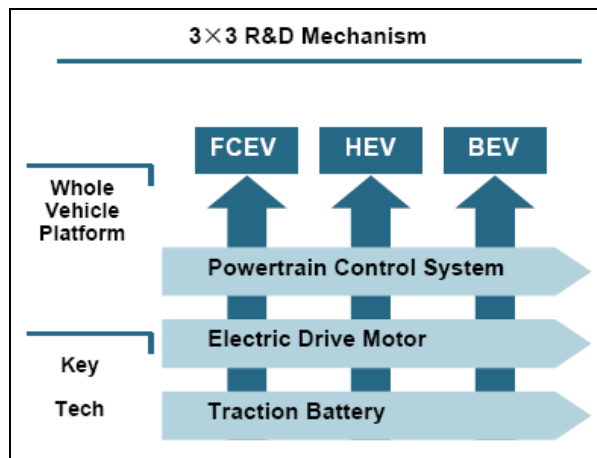 3×3 R&D Mechanism
FCEV HEV BEV
Whole
Vehicle
Platform
Powertrain Control System
Electric Drive Motor
Key
Tech
Traction Battery